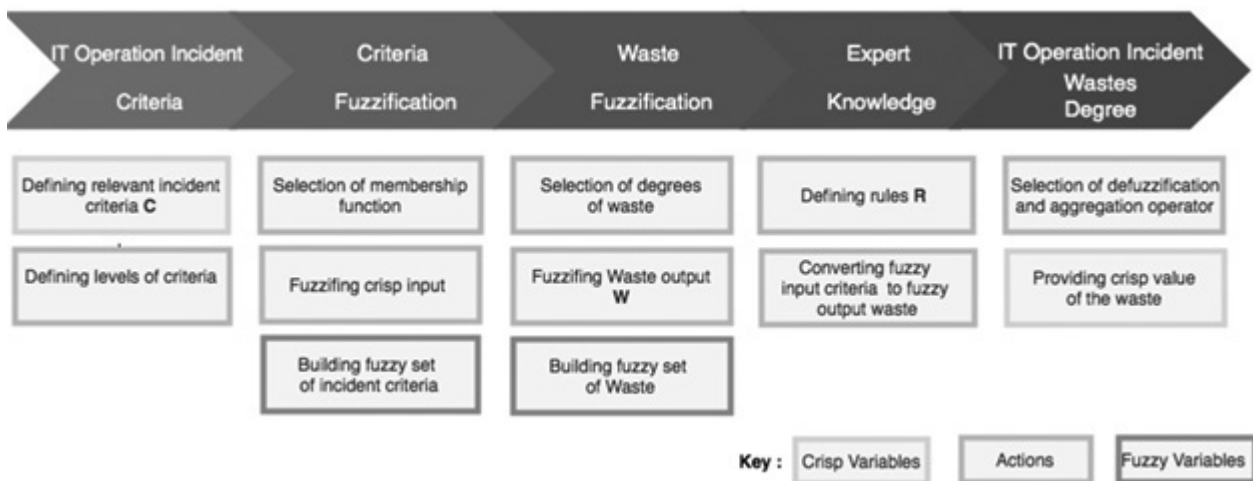 IT Operation Incident
Criteria
Criteria
Fuzzification
Waste
Fuzzification
Expert
Knowledge
IT Operation Incident
Wastes
Degree
Defining relevant incident
criteria C
Defining levels of criteria
Selection of membership
function
Fuzzifing crisp input
Building fuzzy set
of incident criteria
Selection of degrees
of waste
Fuzzifing Waste output
W
Building fuzzy set
of Waste
Defining rules R
Converting fuzzy
input criteria to fuzzy
output waste
Selection of defuzzification
and aggregation operator
Providing crisp value
of the waste
Key :
Crisp Variables
Actions
Fuzzy Variables